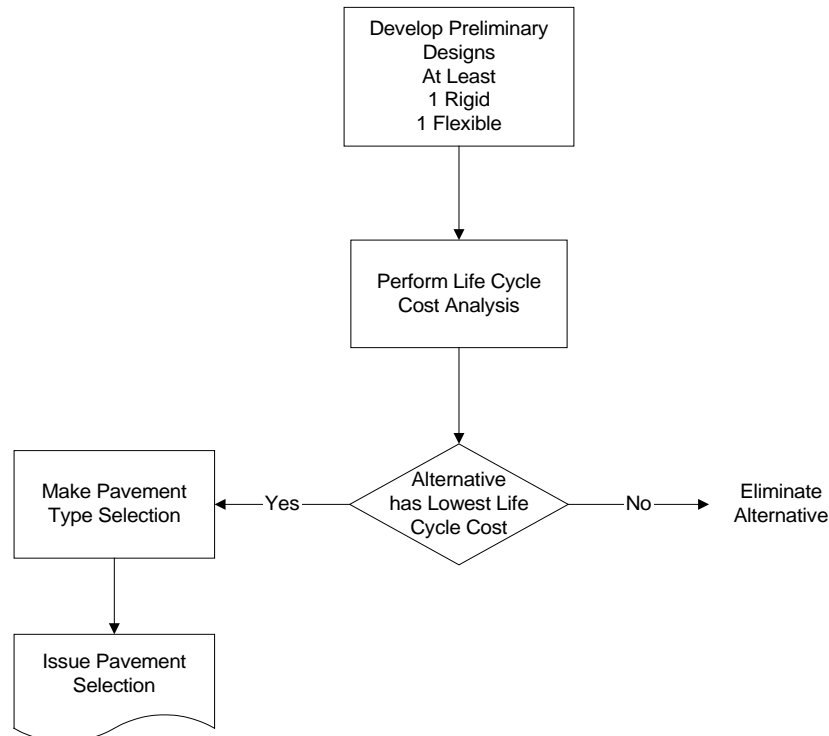 Develop Preliminary
Designs
At Least
1 Rigid
1 Flexible
Perform Life Cycle
Cost Analysis
Alternative
has Lowest Life
Cycle Cost
Yes
No
Make Pavement
Type Selection
Eliminate
Alternative
Issue Pavement
Selection